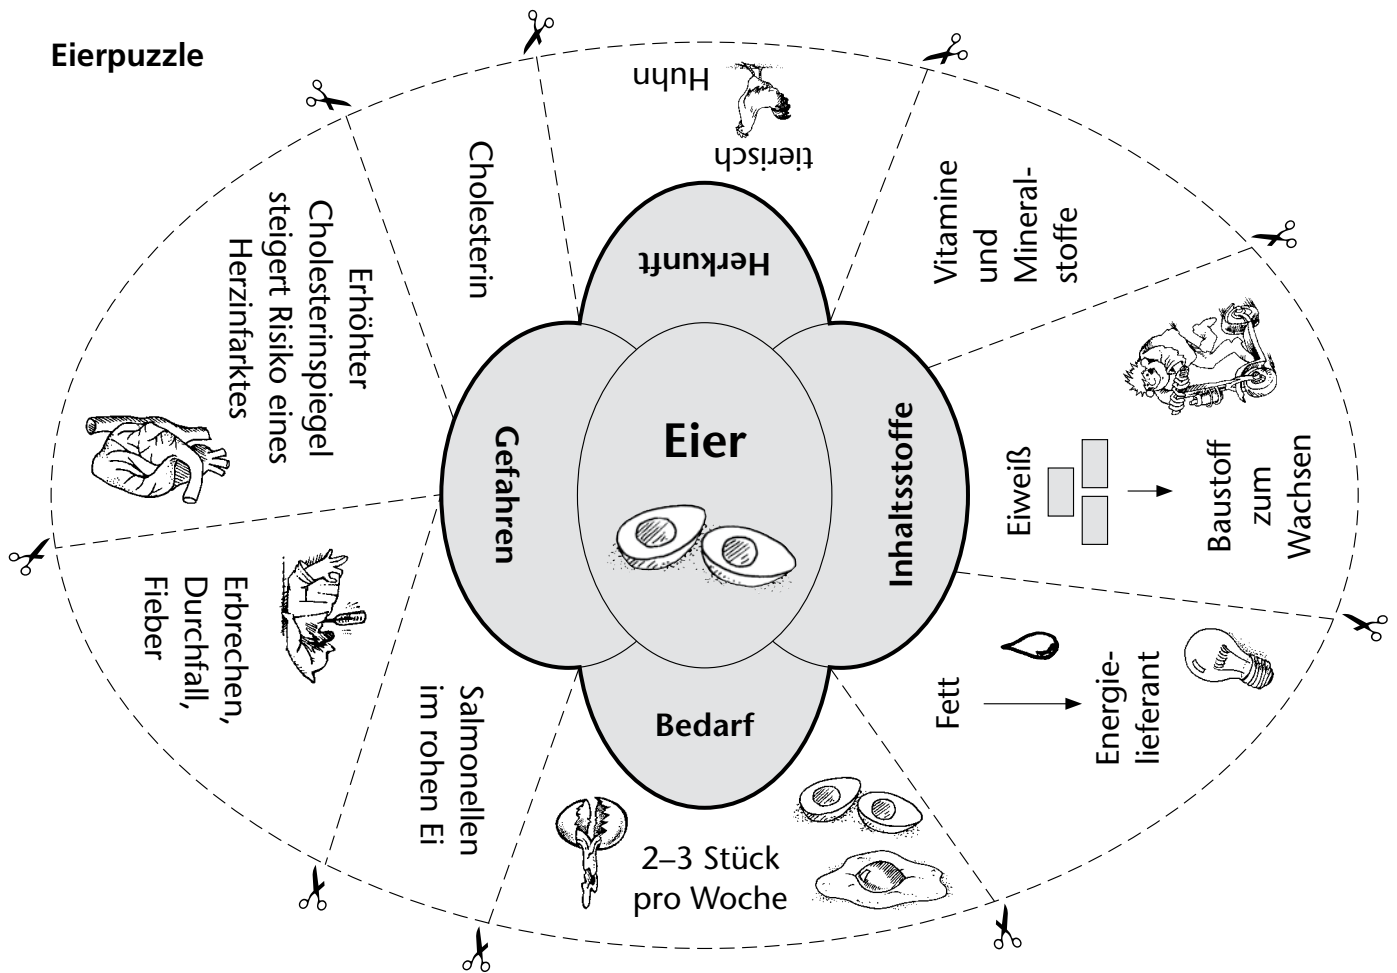 Eierpuzzle
Huhn
tierisch
Herkunft
Vitamine
und
Mineral-
stoffe
Eiweiß
Baustoff
zum
Wachsen
Inhaltsstoffe
Fett
Energie-
lieferant
Eier
Bedarf
2–3 Stück
pro Woche
Gefahren
Salmonellen
im rohen Ei
Erbrechen,
Durchfall,
Fieber
Erhöhter
Cholesterinspiegel
steigert Risiko eines
Herzinfarktes
Cholesterin